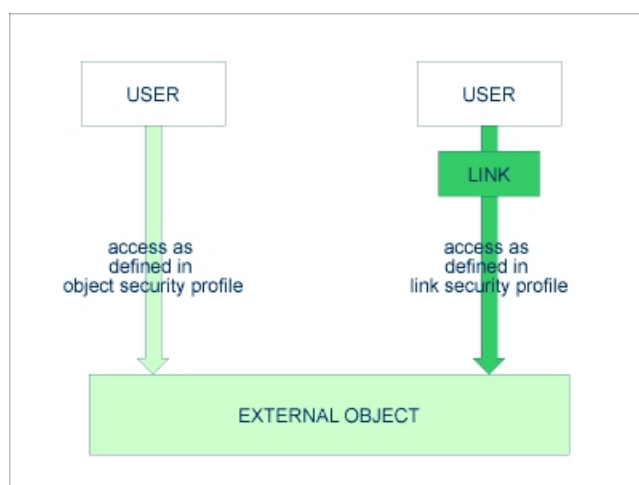 USER
USER
LINK
access as
defined in
object security profile
access as
defined in
link security profile
EXTERNAL OBJECT